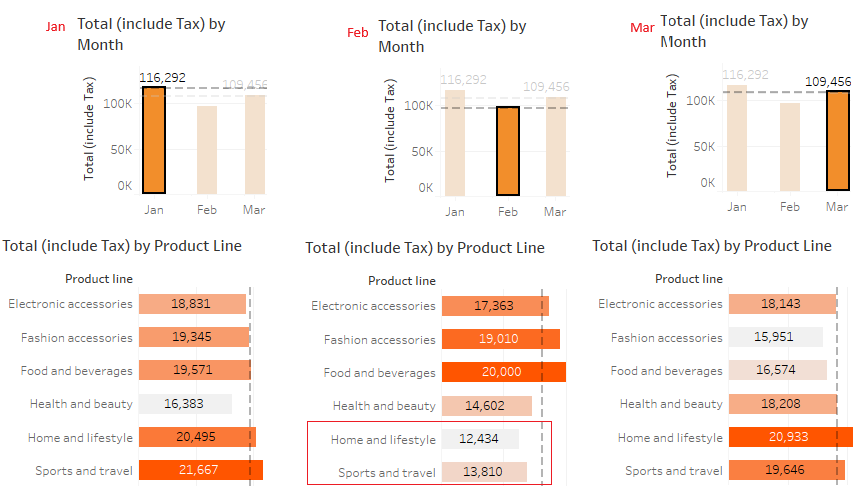 Jan
Total (include Tax) by
Month
Total (include Tax)
116,292
109,456
100K
50K
0K
Jan Feb Mar
Feb
Total (include Tax) by
Month
Total (include Tax)
116,292
109,456
100K
50K
0K
Jan Feb Mar
Mar
Total (include Tax) by
Month
Total (include Tax)
116,292
109,456
100K
50K
0K
Jan Feb Mar
Total (include Tax) by Product Line
Product line
Electronic accessories 18,831
Fashion accessories 19,345
Food and beverages 19,571
Health and beauty 16,383
Home and lifestyle 20,495
Sports and travel 21,667
Total (include Tax) by Product Line
Product line
Electronic accessories 17,363
Fashion accessories 19,010
Food and beverages 20,000
Health and beauty 14,602
Home and lifestyle 12,434
Sports and travel 13,810
Total (include Tax) by Product Line
Product line
Electronic accessories 18,143
Fashion accessories 15,951
Food and beverages 16,574
Health and beauty 18,208
Home and lifestyle 20,933
Sports and travel 19,646